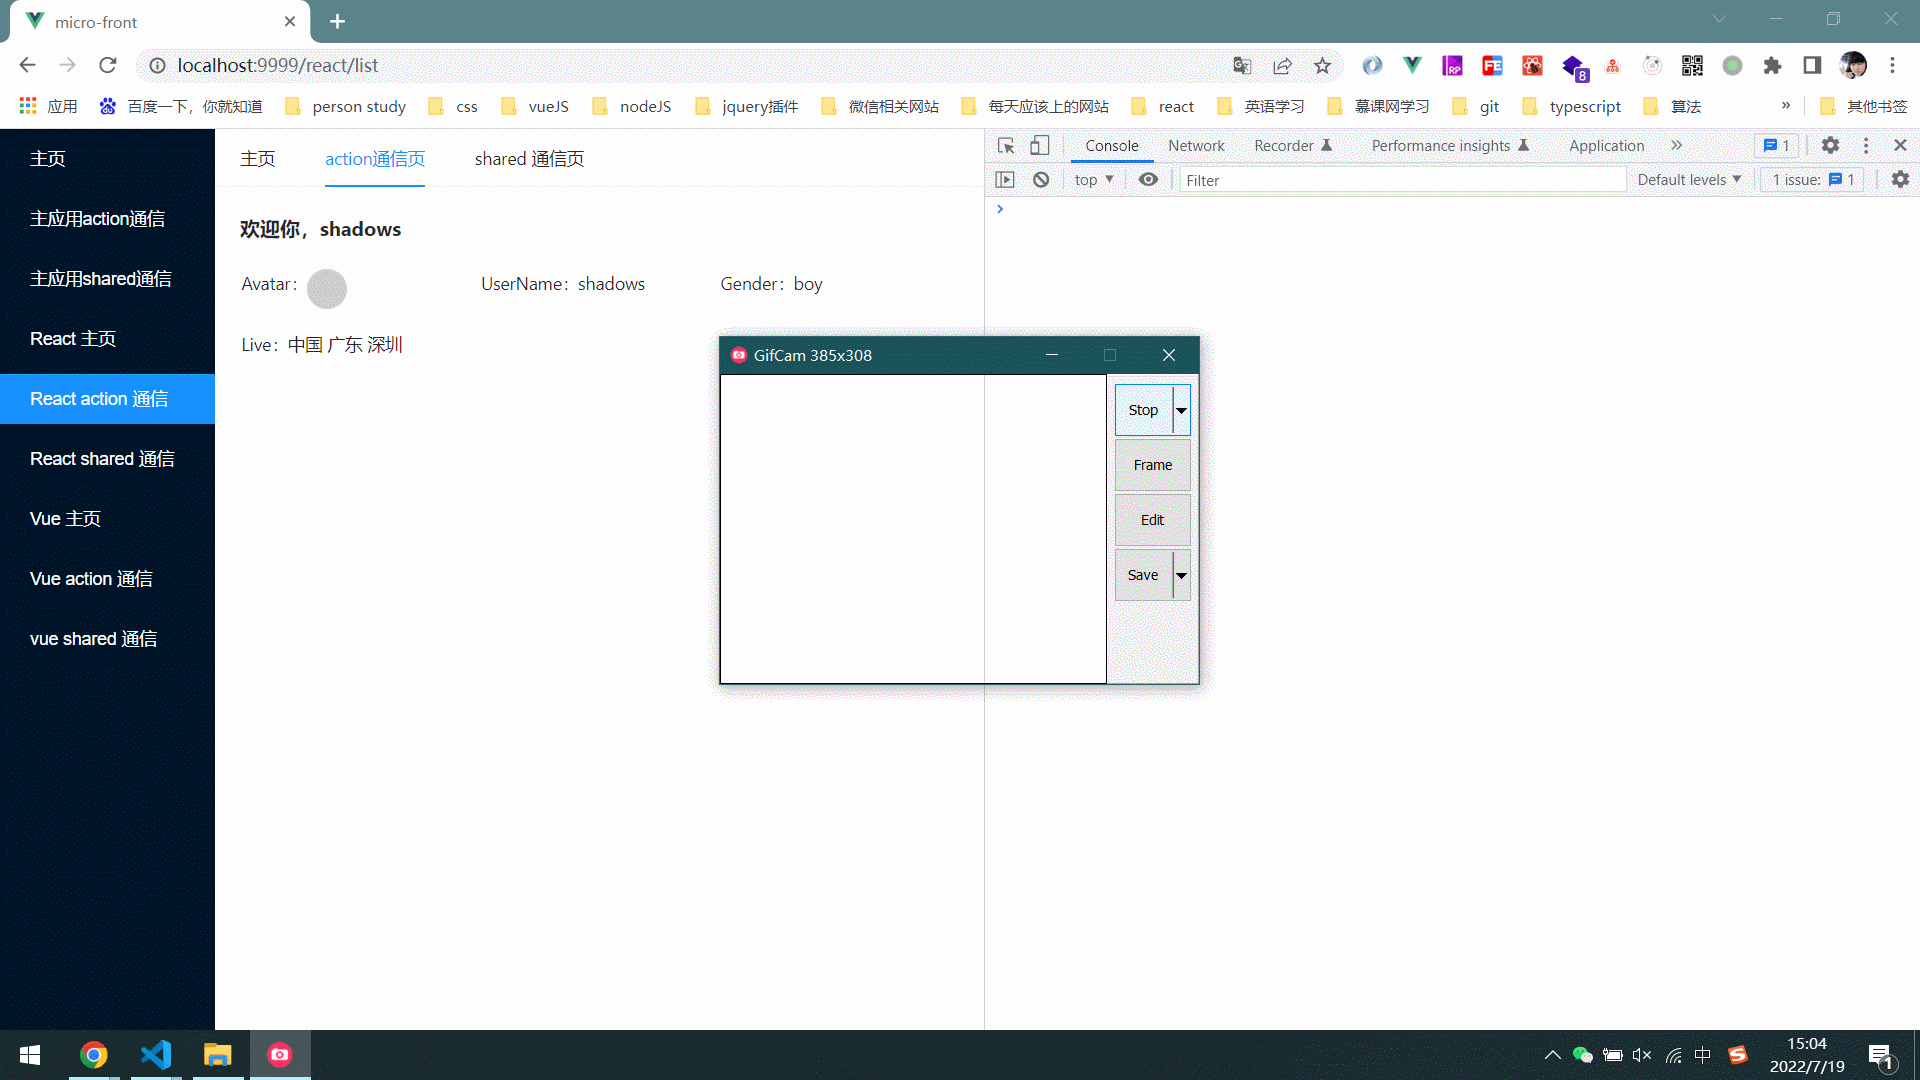 micro-front
localhost:9999/react/list
8
应用 百度一下，你就知道 person study css vueJS nodeJS jquery插件 微信相关网站 每天应该上的网站 react 英语学习 慕课网学习 git typescript 算法 » 其他书签
主页
主应用action通信
主应用shared通信
React 主页
React action 通信
React shared 通信
Vue 主页
Vue action 通信
vue shared 通信
主页 action通信页 shared 通信页
欢迎你，shadows
Avatar： UserName：shadows Gender：boy
Live：中国 广东 深圳
Console Network Recorder Performance insights Application » 1
top Filter Default levels 1 issue: 1
GifCam 385x308
Stop
Frame
Edit
Save
中
15:04
2022/7/19
1